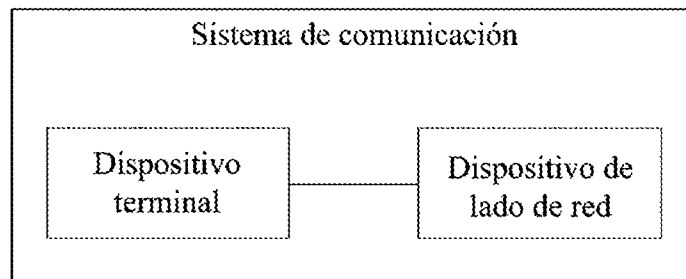 Sistema de comunicación
Dispositivo
terminal
Dispositivo de
lado de red